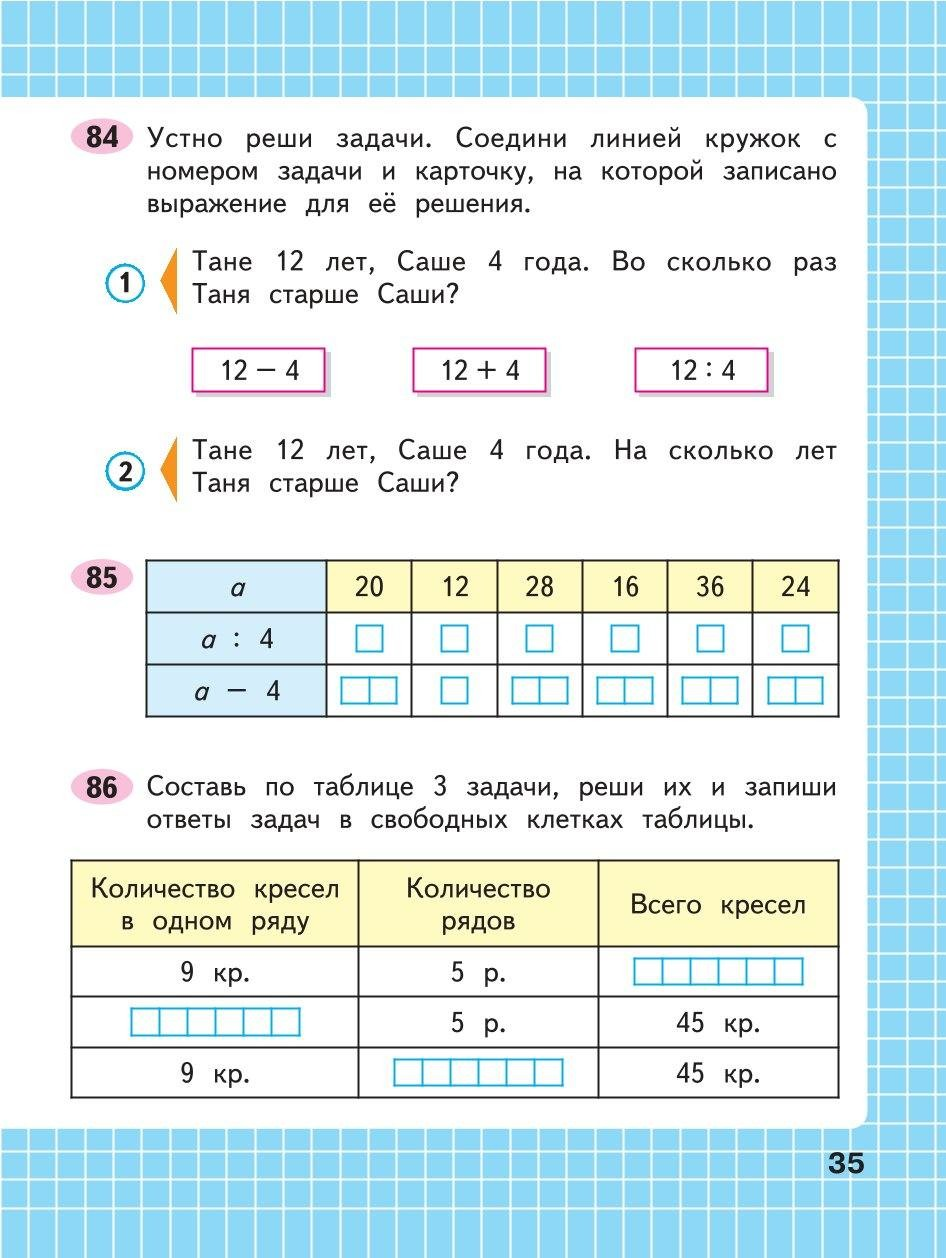 84 Устно реши задачи. Соедини линией кружок с
номером задачи и карточку, на которой записано
выражение для её решения.
1 Тане 12 лет, Саше 4 года. Во сколько раз
Таня старше Саши?
12 – 4 12 + 4 12 : 4
2 Тане 12 лет, Саше 4 года. На сколько лет
Таня старше Саши?
85 a 20 12 28 16 36 24
a : 4
a – 4
86 Составь по таблице 3 задачи, реши их и запиши
ответы задач в свободных клетках таблицы.
Количество кресел
в одном ряду
Количество
рядов
Всего кресел
9 кр. 5 р.
5 р. 45 кр.
9 кр. 45 кр.
35